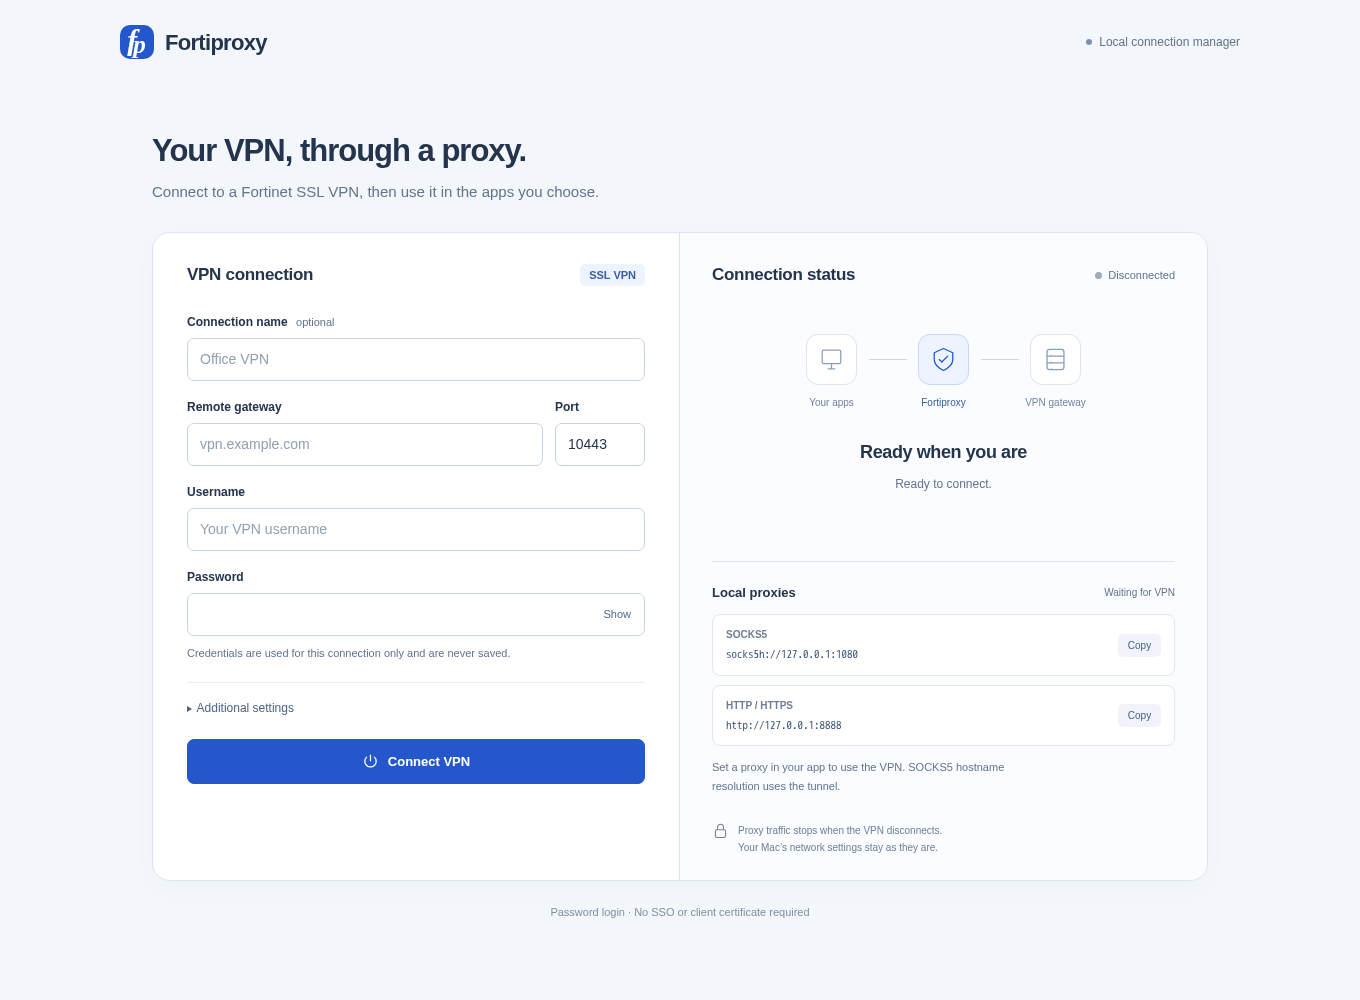 fp Fortiproxy
Local connection manager
Your VPN, through a proxy.
Connect to a Fortinet SSL VPN, then use it in the apps you choose.
VPN connection
SSL VPN
Connection name optional
Office VPN
Remote gateway
Port
vpn.example.com
10443
Username
Your VPN username
Password
Show
Credentials are used for this connection only and are never saved.
Additional settings
Connect VPN
Connection status
Disconnected
Your apps
Fortiproxy
VPN gateway
Ready when you are
Ready to connect.
Local proxies
Waiting for VPN
SOCKS5
socks5h://127.0.0.1:1080
Copy
HTTP / HTTPS
http://127.0.0.1:8888
Copy
Set a proxy in your app to use the VPN. SOCKS5 hostname
resolution uses the tunnel.
Proxy traffic stops when the VPN disconnects.
Your Mac’s network settings stay as they are.
Password login · No SSO or client certificate required